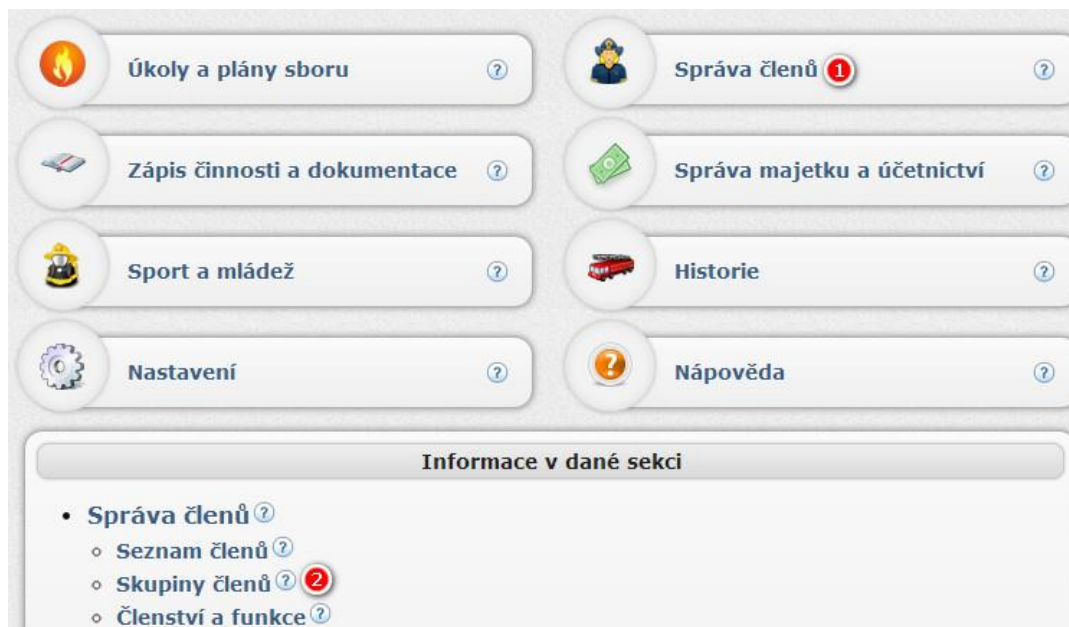 Úkoly a plány sboru ?
Správa členů 1 ?
Zápis činnosti a dokumentace ?
Správa majetku a účetnictví ?
Sport a mládež ?
Historie ?
Nastavení ?
? Nápověda ?
Informace v dané sekci
• Správa členů ?
◦ Seznam členů ?
◦ Skupiny členů ? 2
◦ Členství a funkce ?